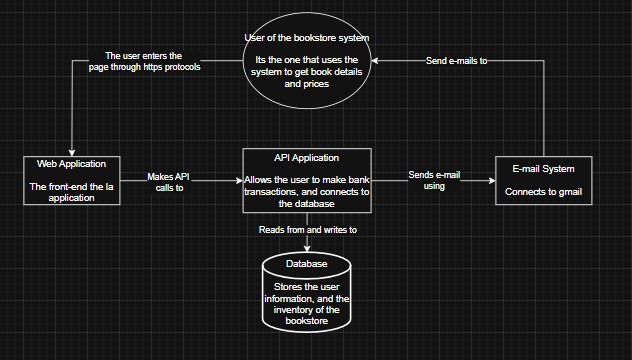 User of the bookstore system
Its the one that uses the
system to get book details
and prices
The user enters the
page through https protocols
Send e-mails to
Web Application
The front-end the la
application
Makes API
calls to
API Application
Allows the user to make bank
transactions, and connects to
the database
Sends e-mail
using
E-mail System
Connects to gmail
Reads from and writes to
Database
Stores the user
information, and the
inventory of the
bookstore